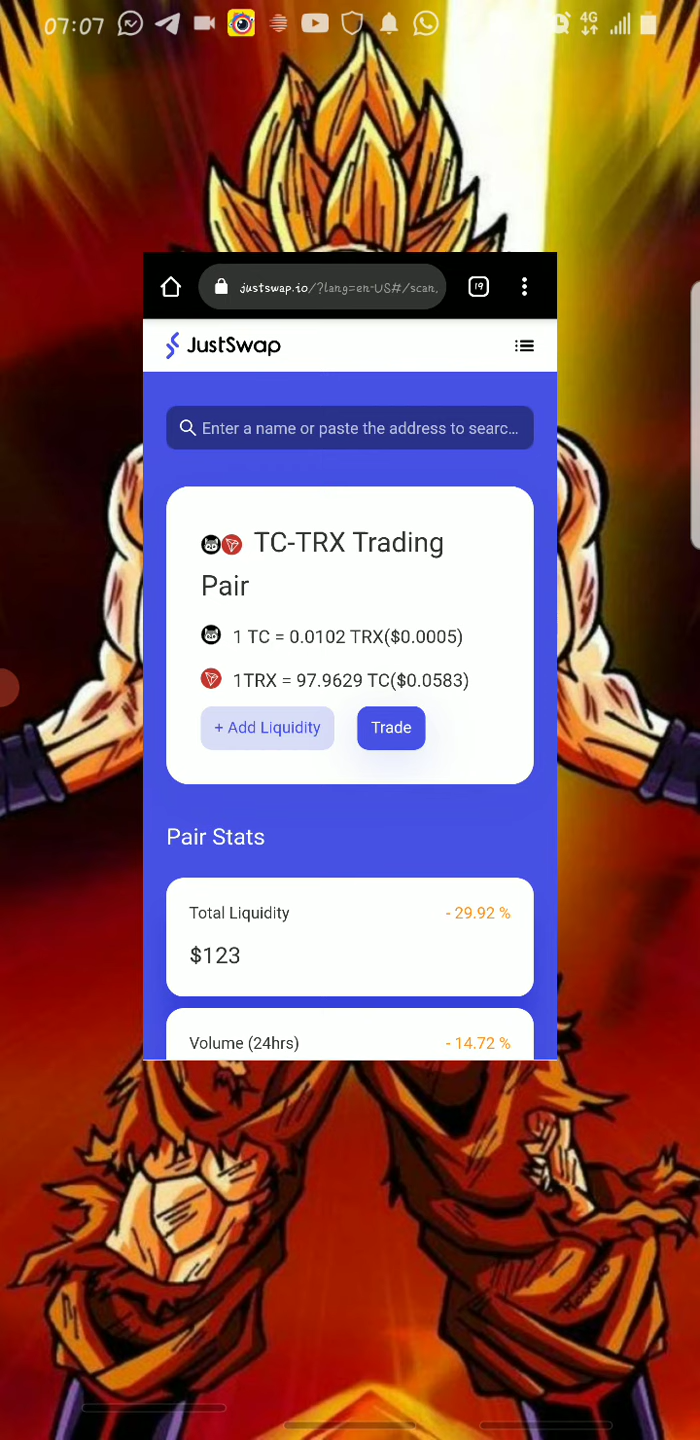 07:07
4G
justswap.io/?lang=en-US#/scan,
19
JustSwap
Enter a name or paste the address to searc...
TC-TRX Trading
Pair
1 TC = 0.0102 TRX($0.0005)
1TRX = 97.9629 TC($0.0583)
+ Add Liquidity
Trade
Pair Stats
Total Liquidity
- 29.92 %
$123
Volume (24hrs)
- 14.72 %